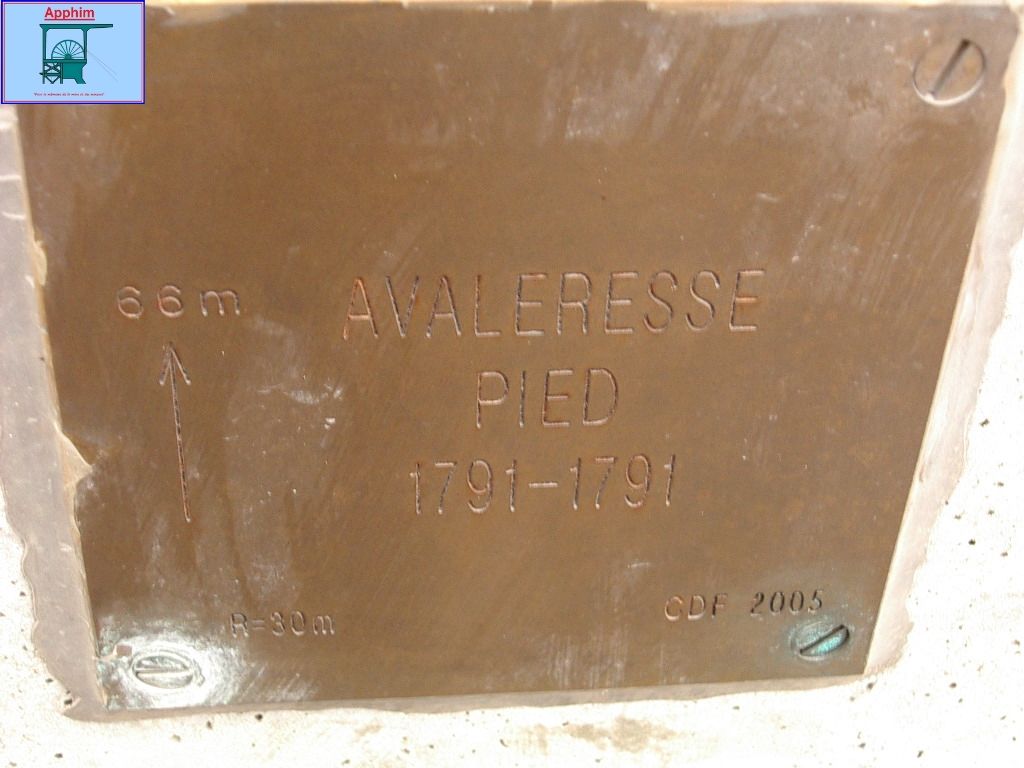 Apphim
66m
AVALERESSE
PIED
1791-1791
R=30m
CDF 2005